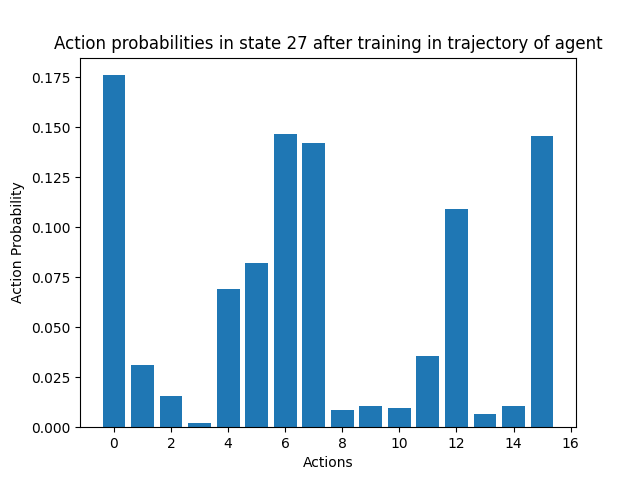 Action probabilities in state 27 after training in trajectory of agent
0.175
0.150
0.125
0.100
0.075
0.050
0.025
0.000
Action Probability
0 2 4 6 8 10 12 14 16
Actions